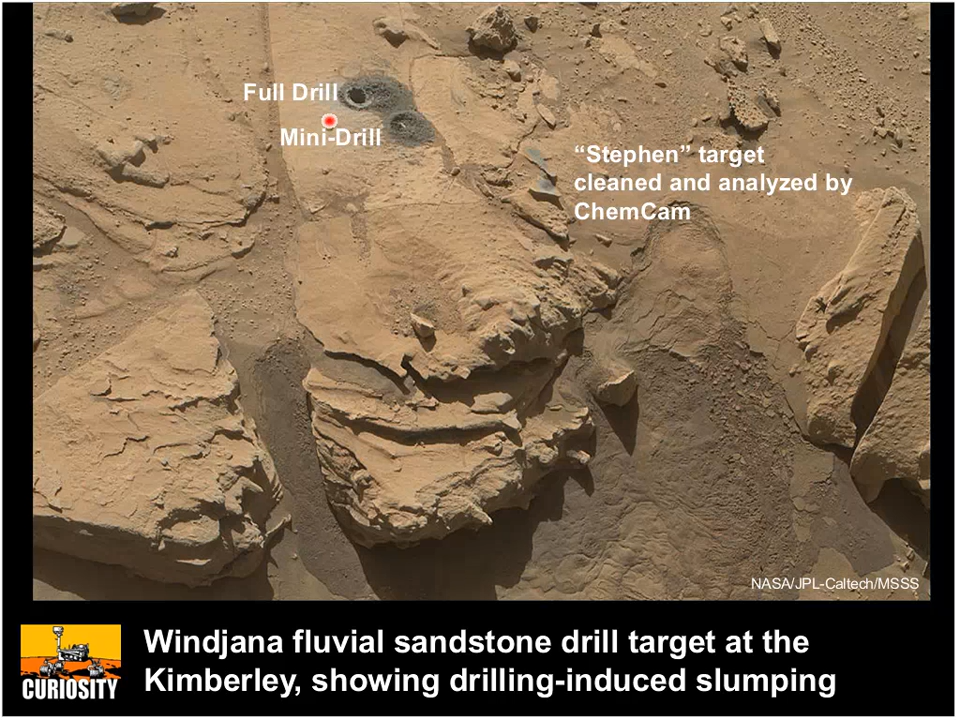 Full Drill
Mini-Drill
“Stephen” target
cleaned and analyzed by
ChemCam
NASA/JPL-Caltech/MSSS
CURIOSITY
Windjana fluvial sandstone drill target at the
Kimberley, showing drilling-induced slumping